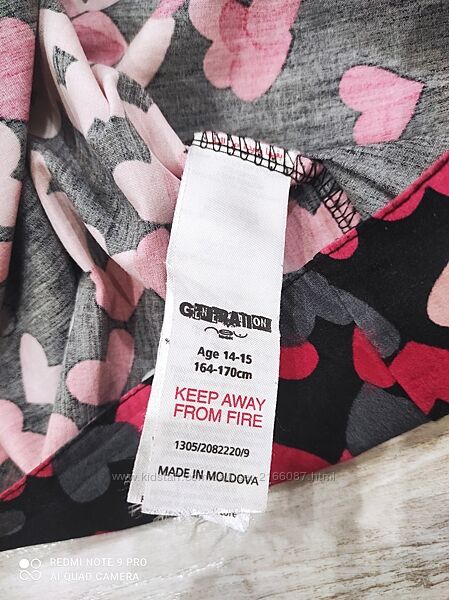 GENERATION
Age 14-15
164-170cm
KEEP AWAY
FROM FIRE
1305/2082220/9
MADE IN MOLDOVA
REDMI NOTE 9 PRO
AI QUAD CAMERA